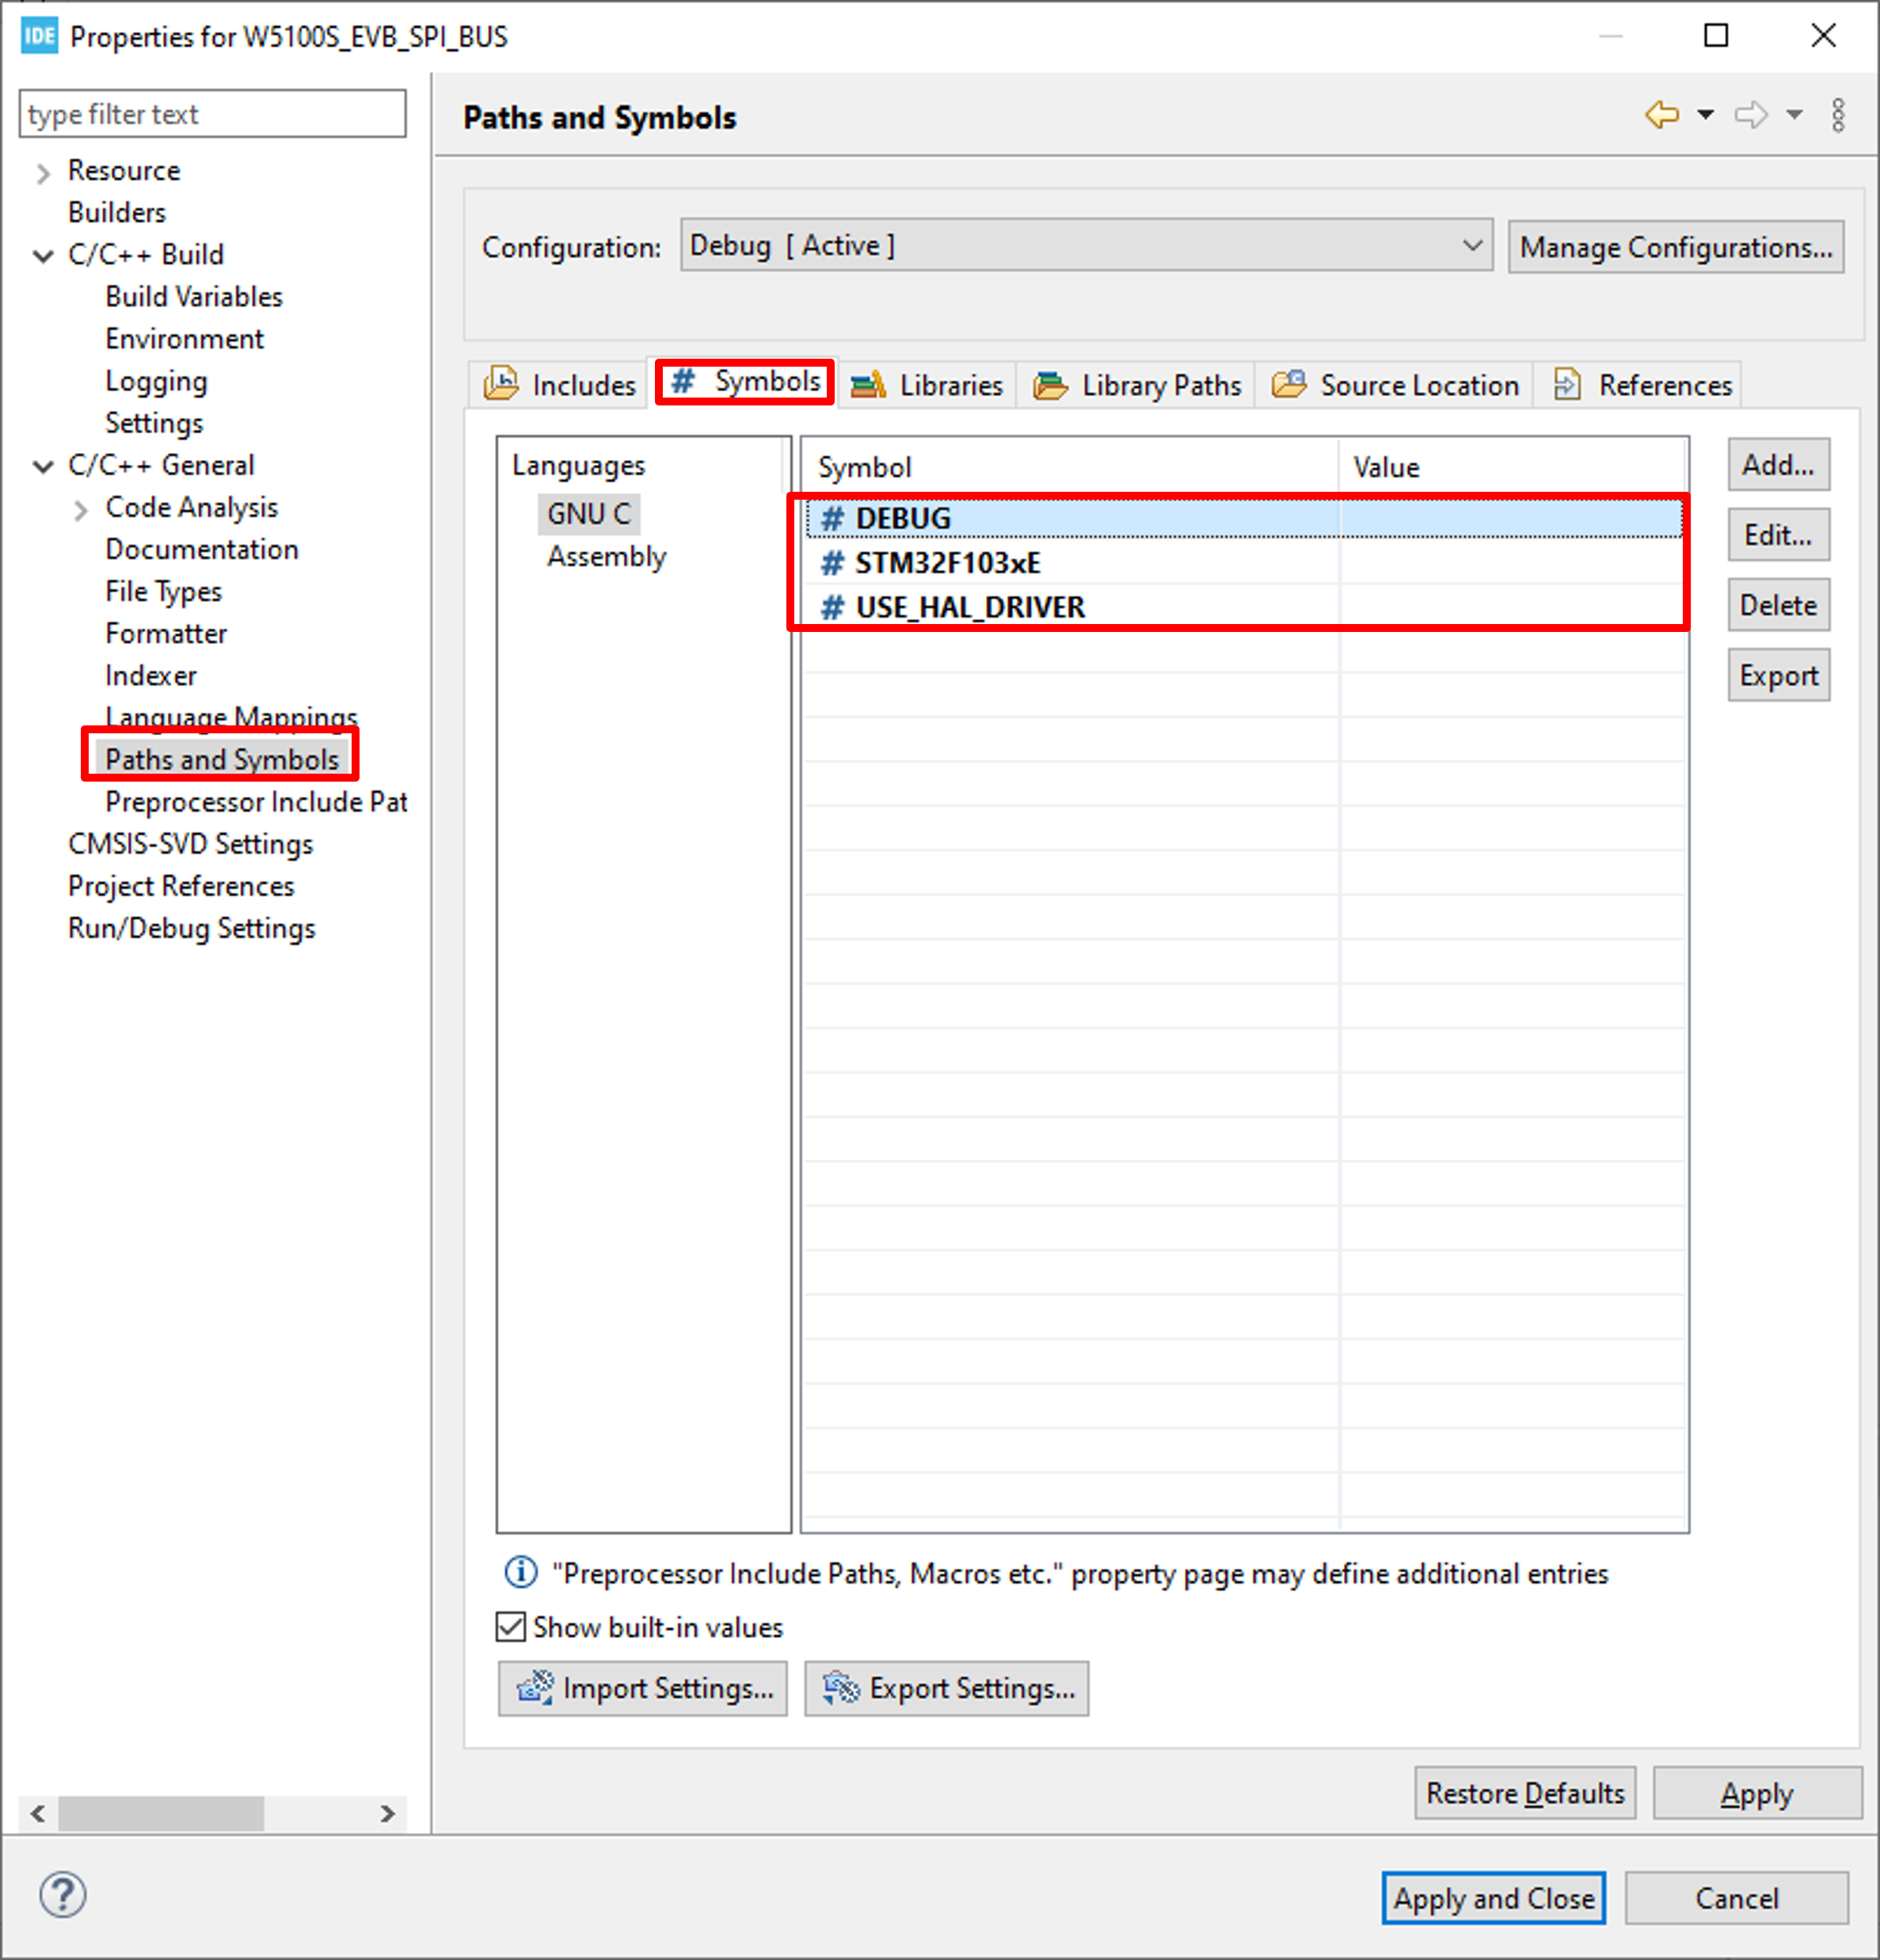 IDE Properties for W5100S_EVB_SPI_BUS
type filter text
Resource
Builders
C/C++ Build
Build Variables
Environment
Logging
Settings
C/C++ General
Code Analysis
Documentation
File Types
Formatter
Indexer
Language Mappings
Paths and Symbols
Preprocessor Include Pat
CMSIS-SVD Settings
Project References
Run/Debug Settings
Paths and Symbols
Configuration: Debug [ Active ] Manage Configurations...
Includes # Symbols Libraries Library Paths Source Location References
Languages
GNU C
Assembly
Symbol Value
# DEBUG
# STM32F103xE
# USE_HAL_DRIVER
Add...
Edit...
Delete
Export
"Preprocessor Include Paths, Macros etc." property page may define additional entries
Show built-in values
Import Settings... Export Settings...
Restore Defaults Apply
? Apply and Close Cancel